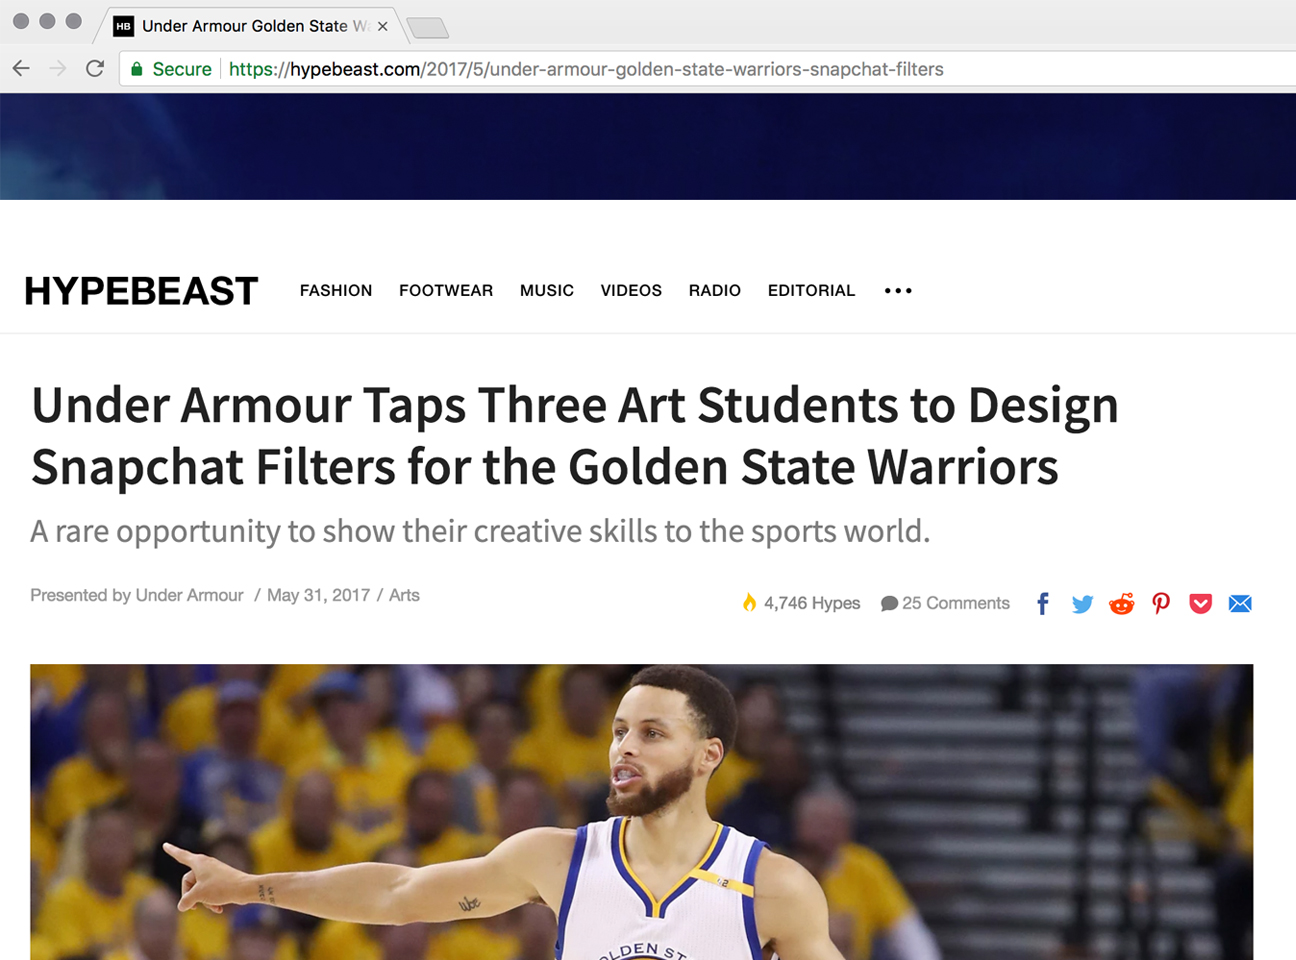 HB Under Armour Golden State Wa
Secure https://hypebeast.com/2017/5/under-armour-golden-state-warriors-snapchat-filters
HYPEBEAST FASHION FOOTWEAR MUSIC VIDEOS RADIO EDITORIAL
Under Armour Taps Three Art Students to Design
Snapchat Filters for the Golden State Warriors
A rare opportunity to show their creative skills to the sports world.
Presented by Under Armour / May 31, 2017 / Arts
4,746 Hypes 25 Comments
42
OLDEN ST